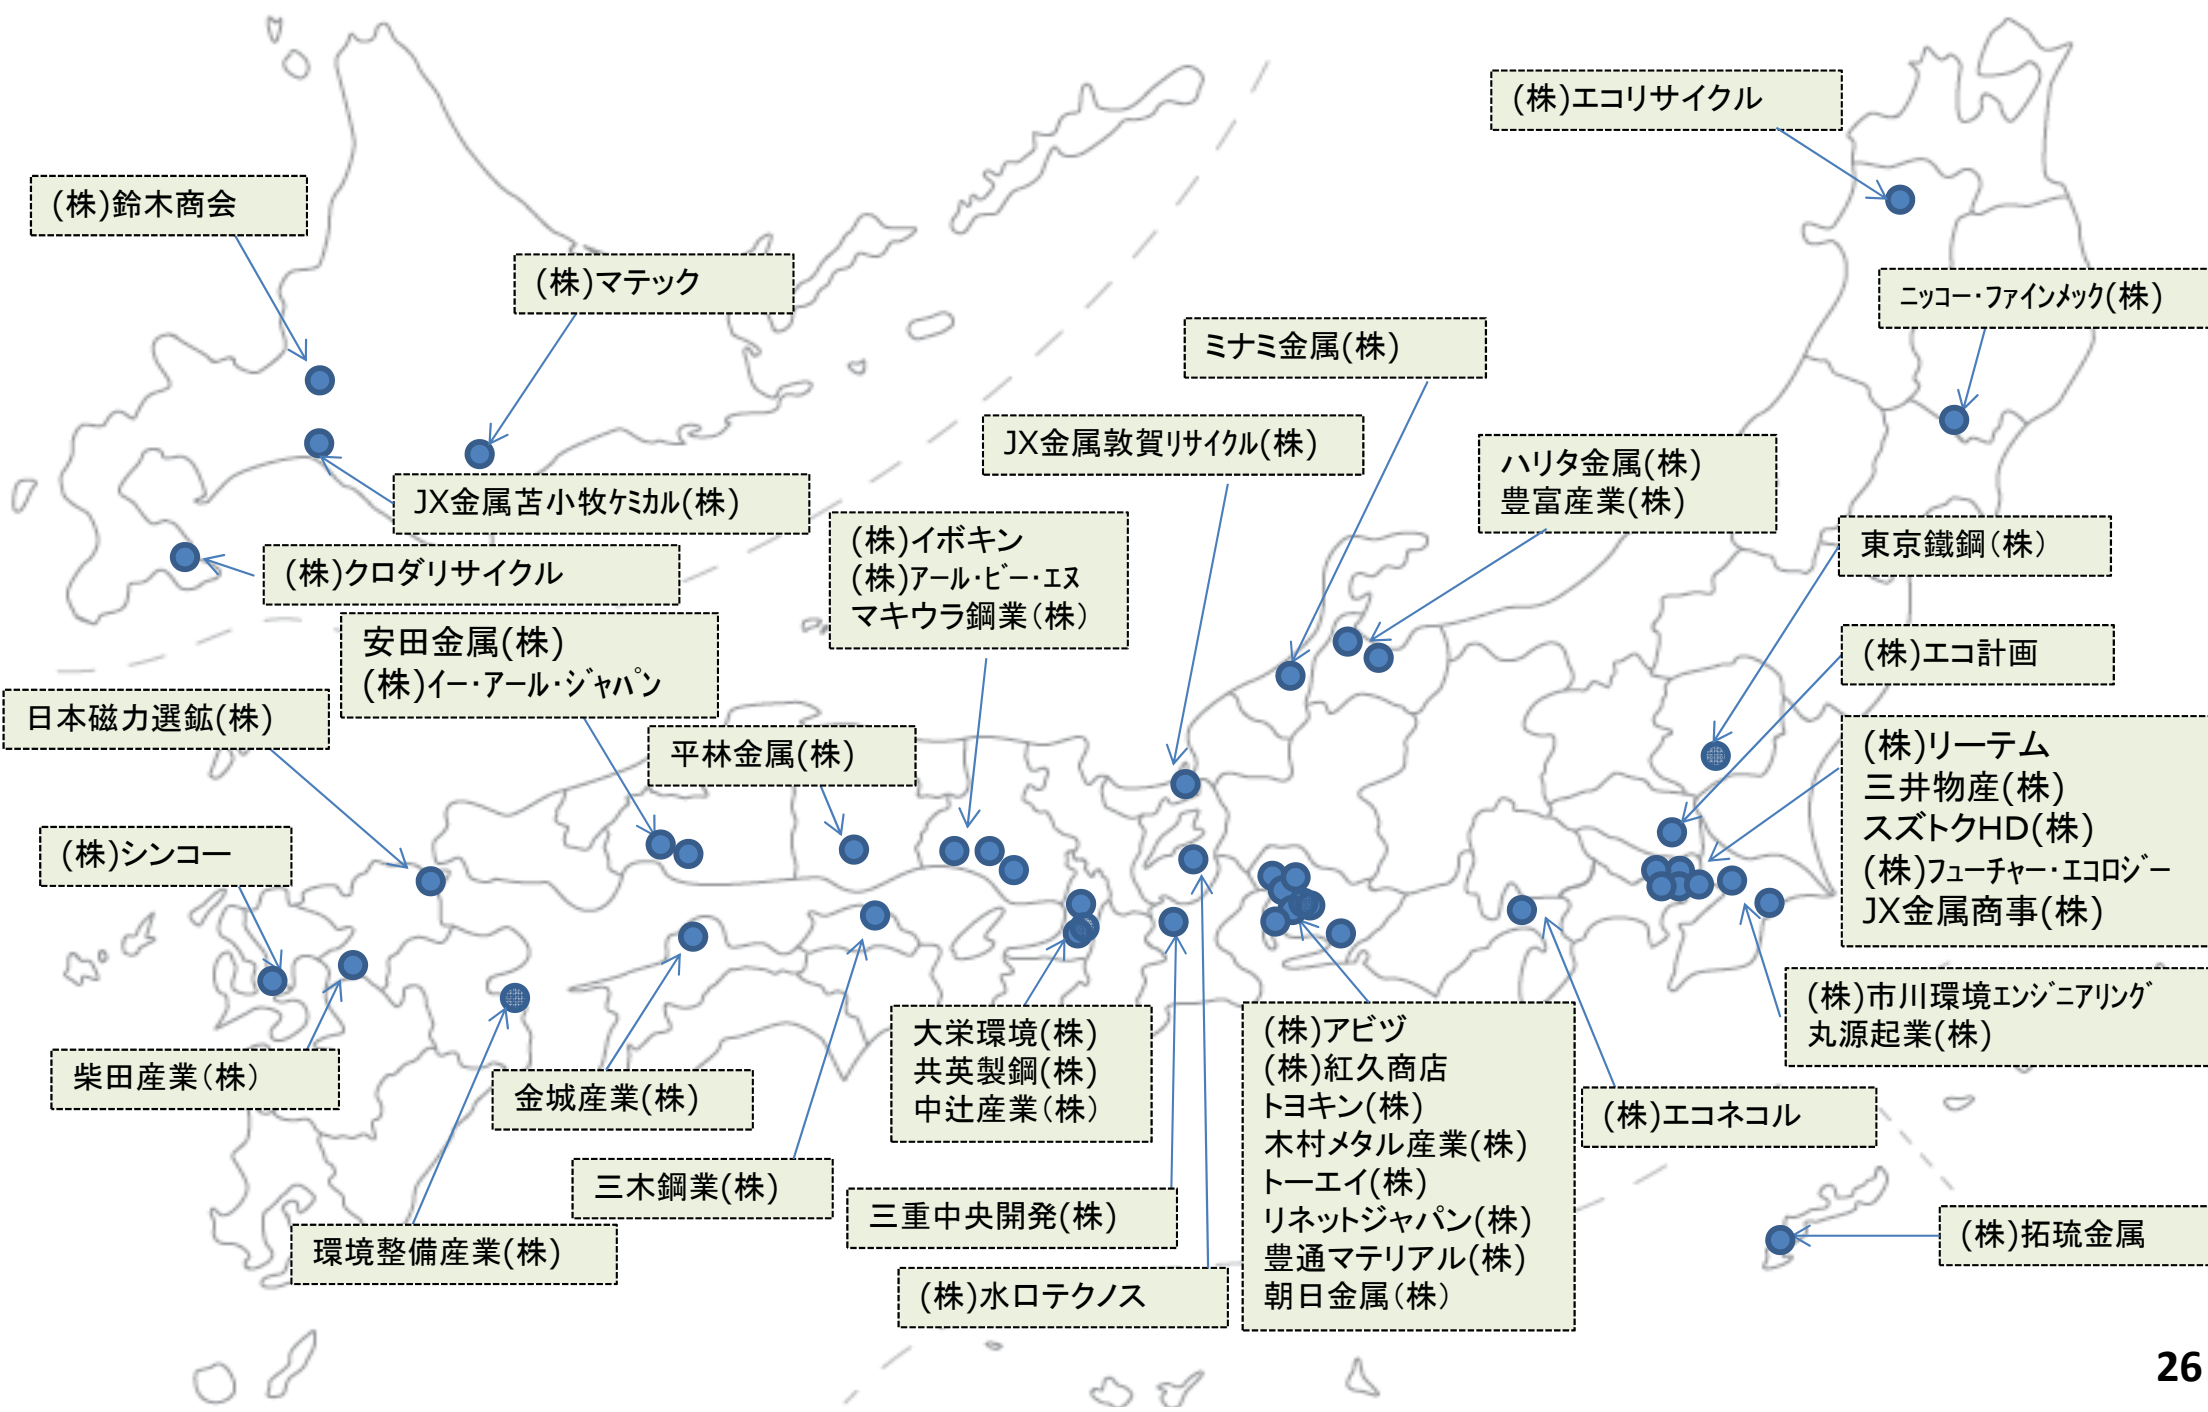 (株)エコリサイクル
(株)鈴木商会
(株)マテック
ニッコー・ファインメック(株)
ミナミ金属(株)
JX金属敦賀ﾘｻｲｸﾙ(株)
ハリタ金属(株)
豊富産業(株)
JX金属苫小牧ｹﾐｶﾙ(株)
(株)クロダリサイクル
(株)イボキン
(株)アール・ビー・エヌ
マキウラ鋼業（株）
東京鐵鋼（株）
安田金属(株)
(株)イー・アール・ジャパン
(株)エコ計画
日本磁力選鉱(株)
平林金属(株)
(株)リーテム
三井物産(株)
スズトクHD(株)
(株)フューチャー・エコロジー
JX金属商事(株)
(株)シンコー
(株)市川環境エンジニアリング
丸源起業(株)
大栄環境(株)
共英製鋼(株)
中辻産業（株）
(株)アビヅ
(株)紅久商店
トヨキン(株)
木村メタル産業(株)
トーエイ(株)
リネットジャパン(株)
豊通マテリアル(株)
朝日金属（株）
柴田産業（株）
金城産業(株)
(株)エコネコル
三木鋼業(株)
三重中央開発(株)
環境整備産業(株)
(株)拓琉金属
(株)水口テクノス
26